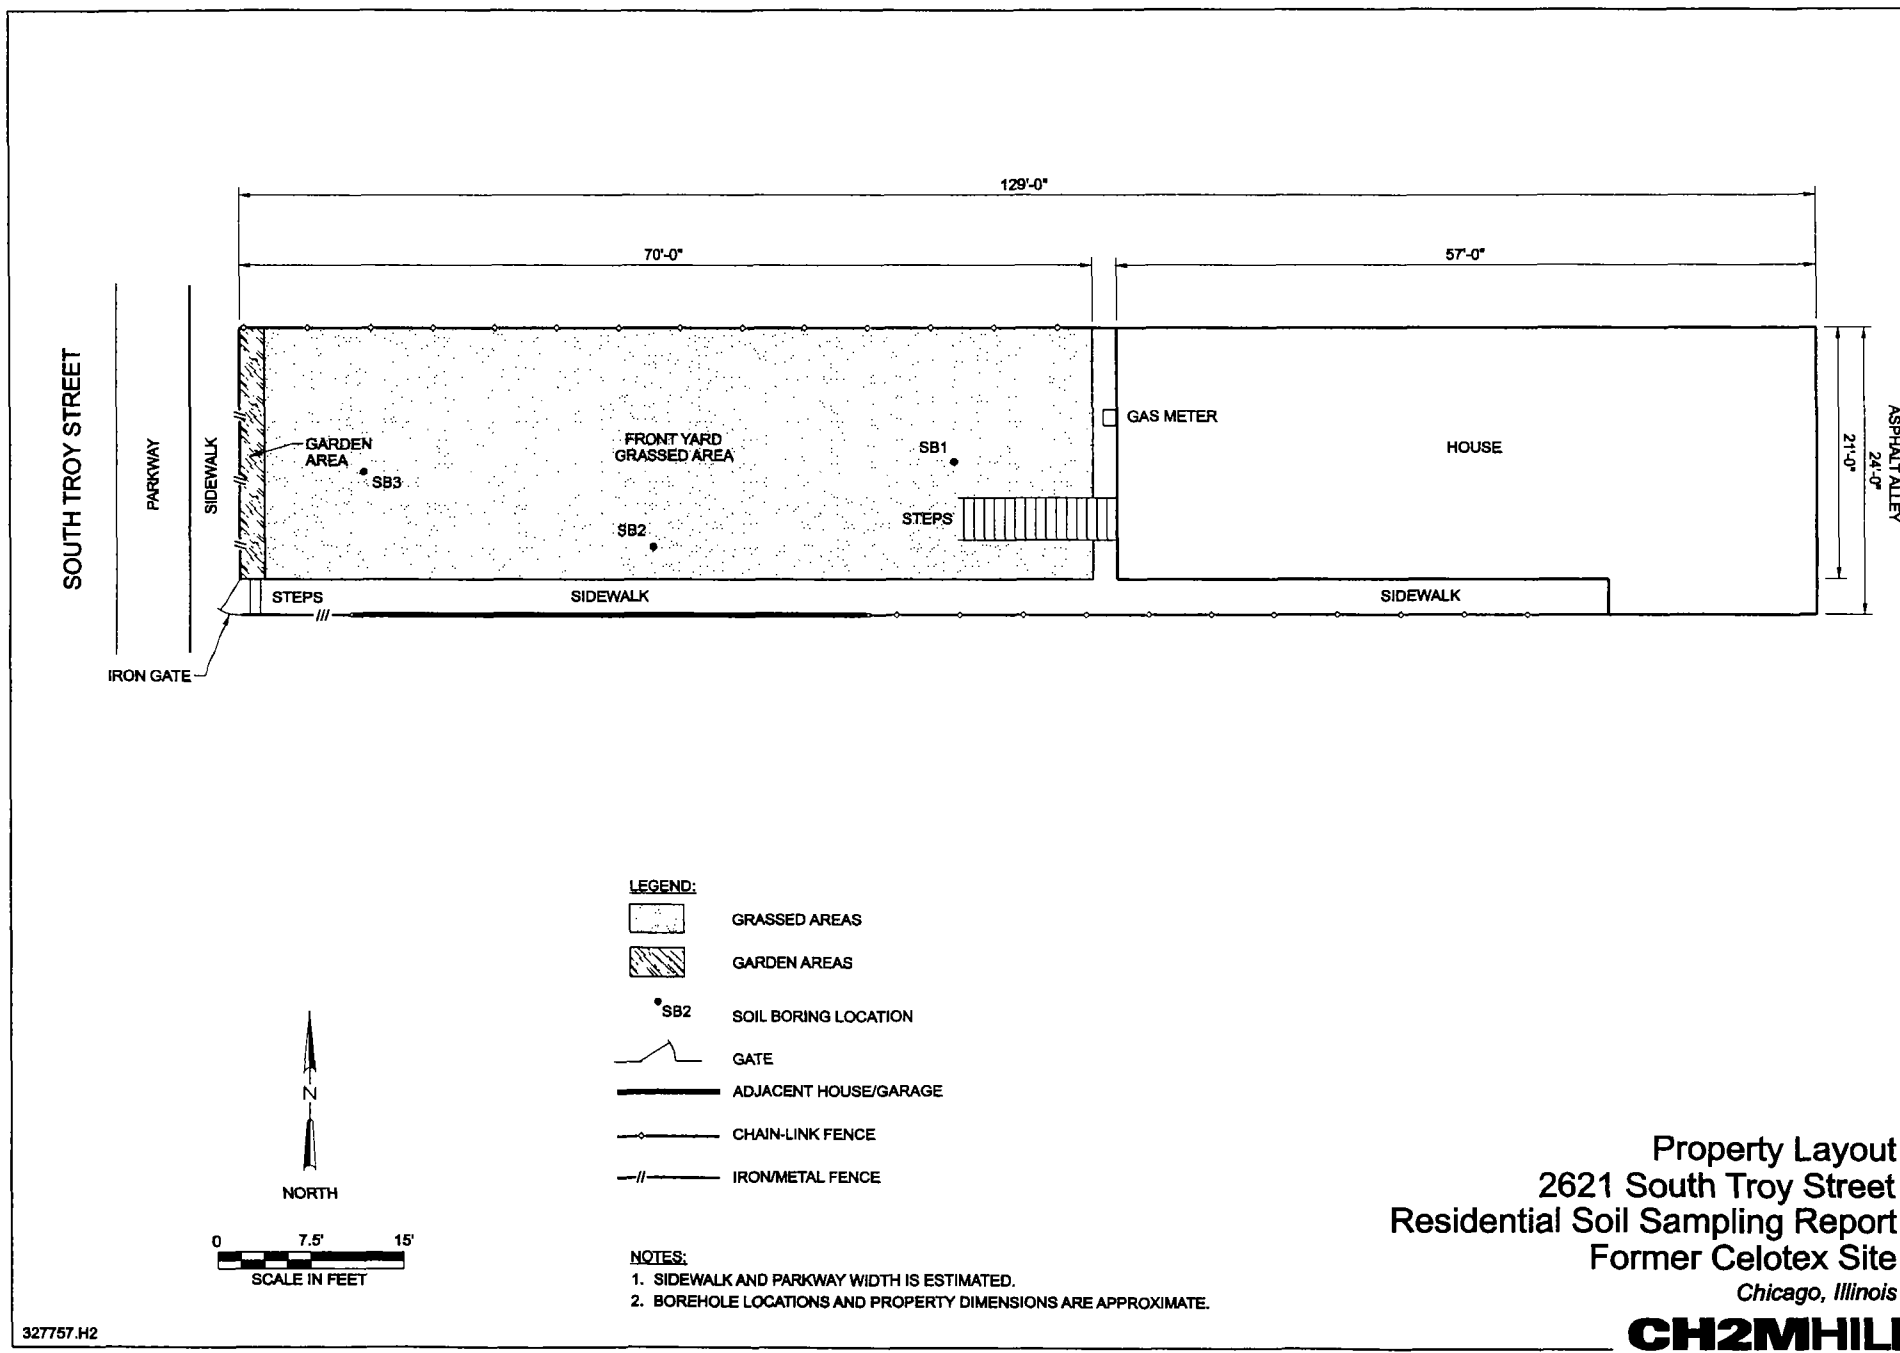 129'-0"
70'-0"
57'-0"
SOUTH TROY STREET
PARKWAY
SIDEWALK
GARDEN
AREA
SB3
FRONT YARD
GRASSED AREA
SB2
SB1
STEPS
GAS METER
HOUSE
21'-0"
24'-0"
ASPHALT ALLEY
STEPS
SIDEWALK
SIDEWALK
IRON GATE
LEGEND:
GRASSED AREAS
GARDEN AREAS
SB2
SOIL BORING LOCATION
GATE
ADJACENT HOUSE/GARAGE
CHAIN-LINK FENCE
IRON/METAL FENCE
N
NORTH
0 7.5' 15'
SCALE IN FEET
NOTES:
1. SIDEWALK AND PARKWAY WIDTH IS ESTIMATED.
2. BOREHOLE LOCATIONS AND PROPERTY DIMENSIONS ARE APPROXIMATE.
Property Layout
2621 South Troy Street
Residential Soil Sampling Report
Former Celotex Site
Chicago, Illinois
CH2MHILL
327757.H2